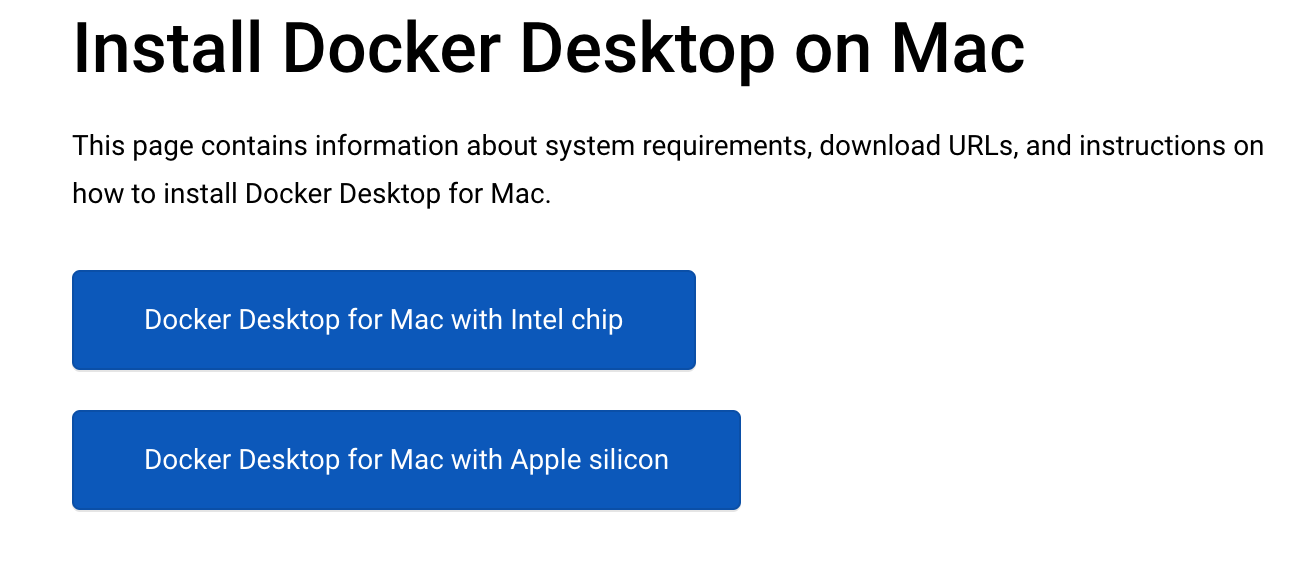 Install Docker Desktop on Mac
This page contains information about system requirements, download URLs, and instructions on
how to install Docker Desktop for Mac.
Docker Desktop for Mac with Intel chip
Docker Desktop for Mac with Apple silicon